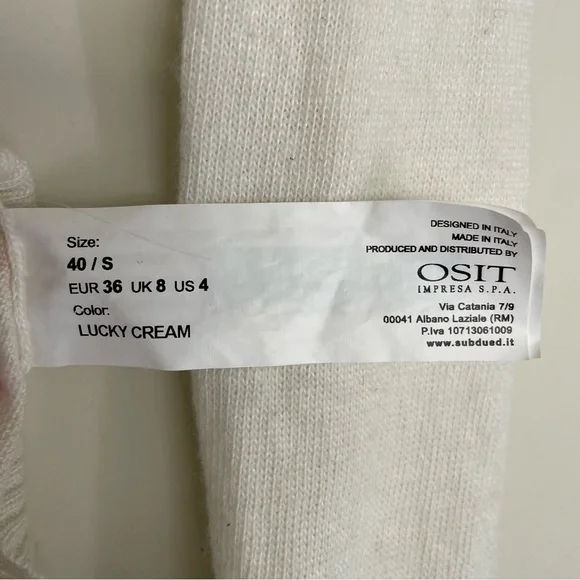 Size:
40 / S
EUR 36 UK 8 US 4
Color:
LUCKY CREAM
DESIGNED IN ITALY
MADE IN ITALY
PRODUCED AND DISTRIBUTED BY
OSIT
IMPRESA S.P.A.
Via Catania 7/9
00041 Albano Laziale (RM)
P.Iva 10713061009
www.subdued.it